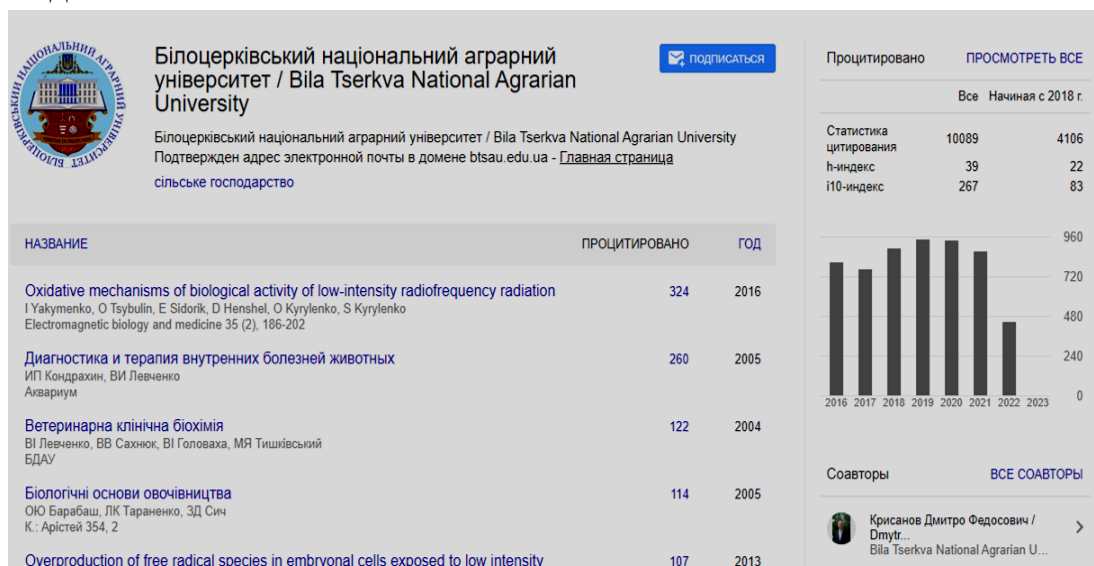 БІЛОЦЕРКІВСЬКИЙ НАЦІОНАЛЬНИЙ АГРАРНИЙ УНІВЕРСИТЕТ
Білоцерківський національний аграрний
університет / Bila Tserkva National Agrarian
University
ПОДПИСАТЬСЯ
Білоцерківський національний аграрний університет / Bila Tserkva National Agrarian University
Подтвержден адрес электронной почты в домене btsau.edu.ua - Главная страница
сільське господарство
НАЗВАНИЕ ПРОЦИТИРОВАНО ГОД
Oxidative mechanisms of biological activity of low-intensity radiofrequency radiation 324 2016
I Yakymenko, O Tsybulin, E Sidorik, D Henshel, O Kyrylenko, S Kyrylenko
Electromagnetic biology and medicine 35 (2), 186-202
Диагностика и терапия внутренних болезней животных 260 2005
ИП Кондрахин, ВИ Левченко
Аквариум
Ветеринарна клінічна біохімія 122 2004
ВІ Левченко, ВВ Сахнюк, ВІ Головаха, МЯ Тишківський
БДАУ
Біологічні основи овочівництва 114 2005
ОЮ Барабаш, ЛК Тараненко, ЗД Сич
К.: Арістей 354, 2
Overproduction of free radical species in embryonal cells exposed to low intensity 107 2013
Процитировано ПРОСМОТРЕТЬ ВСЕ
Все Начиная с 2018 г.
Статистика
цитирования 10089 4106
h-индекс 39 22
i10-индекс 267 83
960
720
480
240
0
2016 2017 2018 2019 2020 2021 2022 2023
Соавторы ВСЕ СОАВТОРЫ
Крисанов Дмитро Федосович /
Dmytr...
Bila Tserkva National Agrarian U...